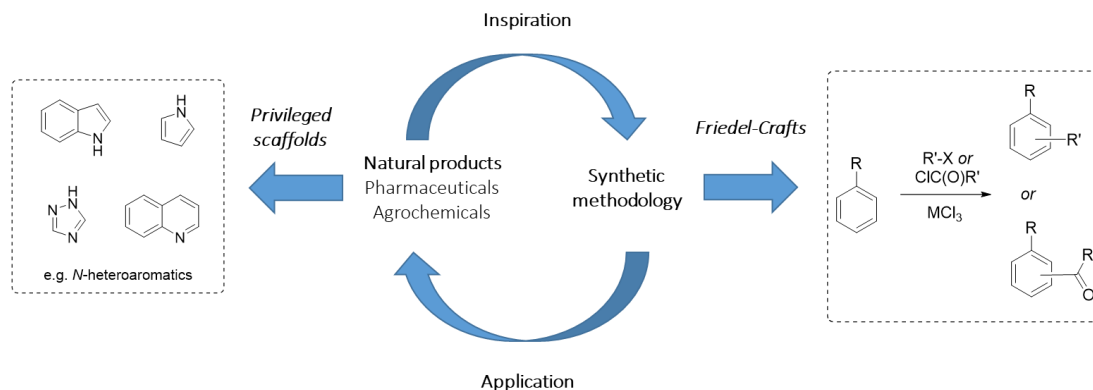 Inspiration
Privileged
scaffolds
Friedel-Crafts
Natural products
Pharmaceuticals
Agrochemicals
Synthetic
methodology
N
H
H
N
H
N
N
N
N
e.g. N-heteroaromatics
R
R'-X or
ClC(O)R'
MCl3
R
R'
or
R
R
O
Application